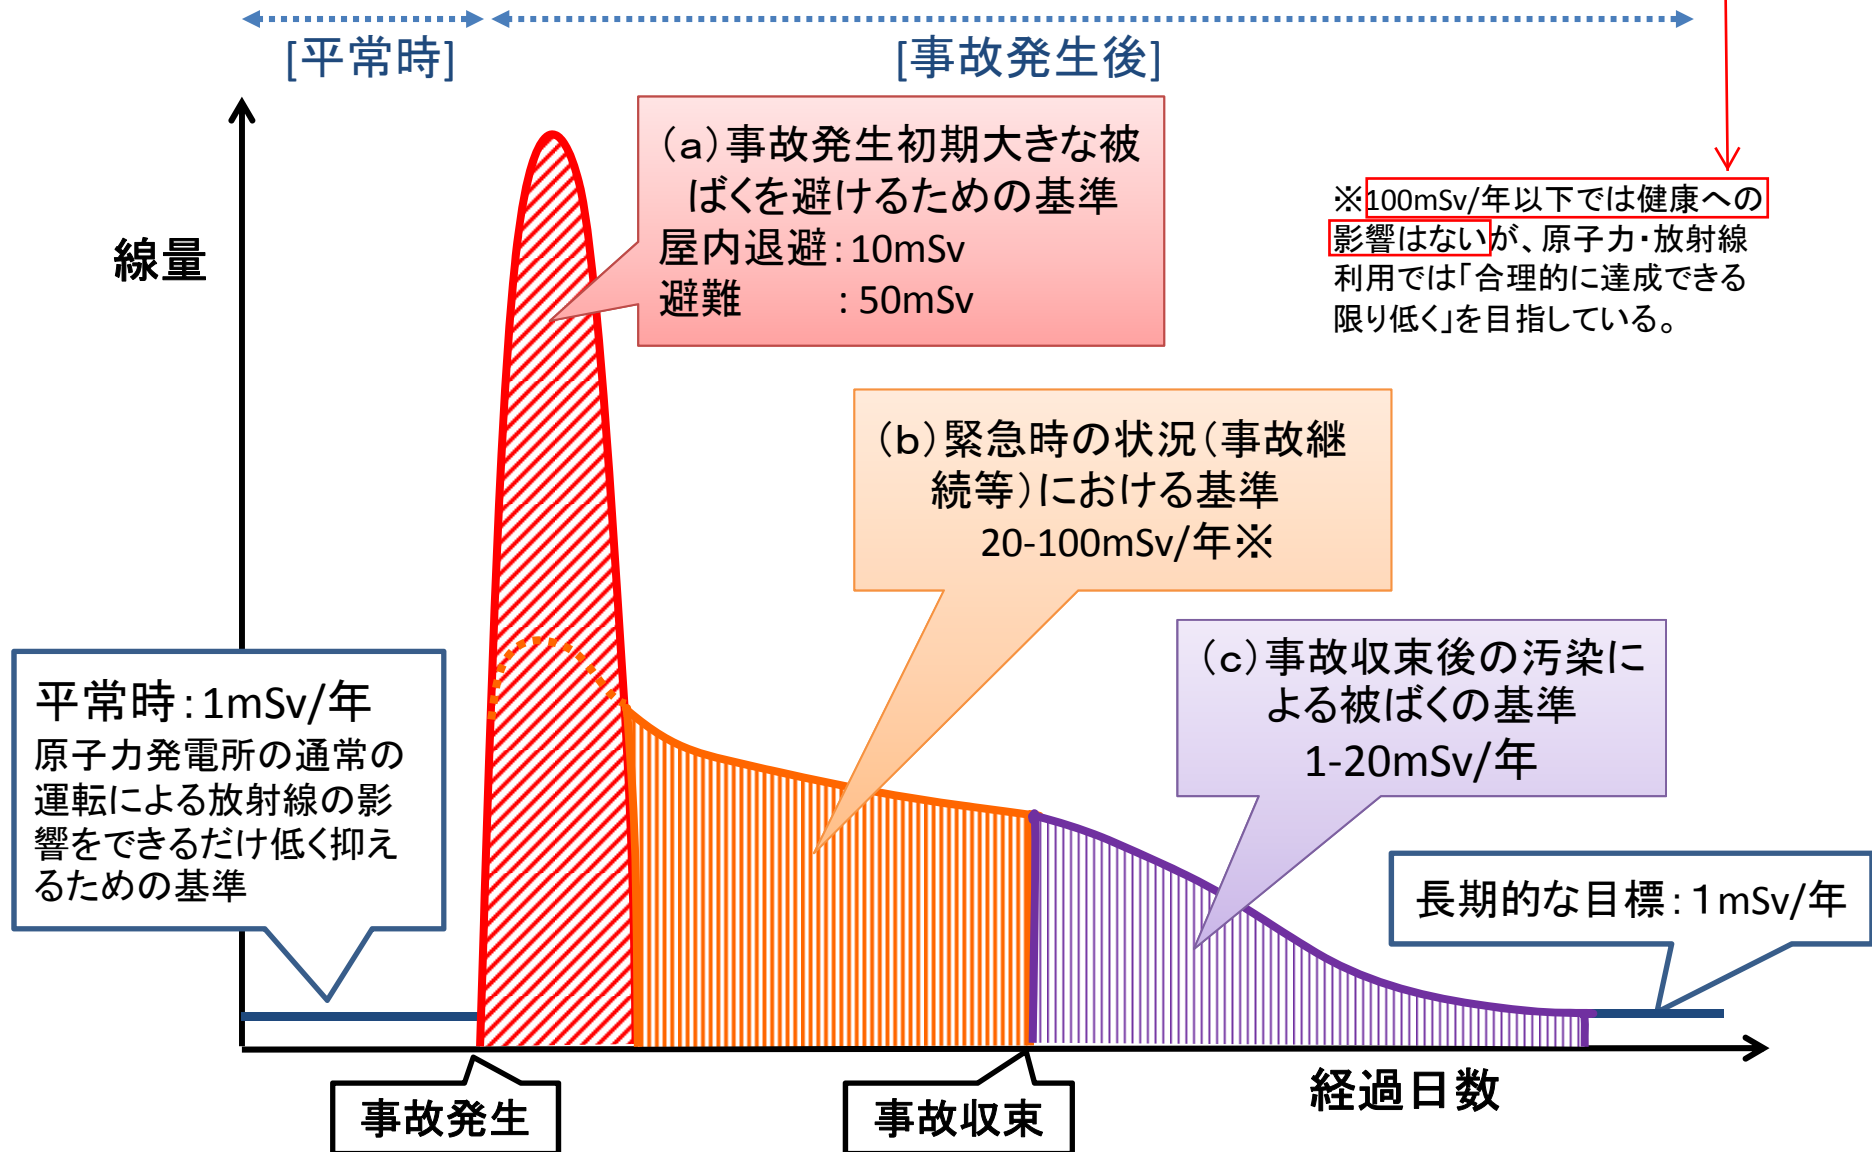 [平常時]
[事故発生後]
線量
(a)事故発生初期大きな被
ばくを避けるための基準
屋内退避：10mSv
避難　　：50mSv
※100mSv/年以下では健康への
影響はないが、原子力・放射線
利用では「合理的に達成できる
限り低く」を目指している。
(b)緊急時の状況（事故継
続等）における基準
20-100mSv/年※
(c)事故収束後の汚染に
よる被ばくの基準
1-20mSv/年
平常時：1mSv/年
原子力発電所の通常の
運転による放射線の影
響をできるだけ低く抑え
るための基準
長期的な目標：１mSv/年
事故発生
事故収束
経過日数